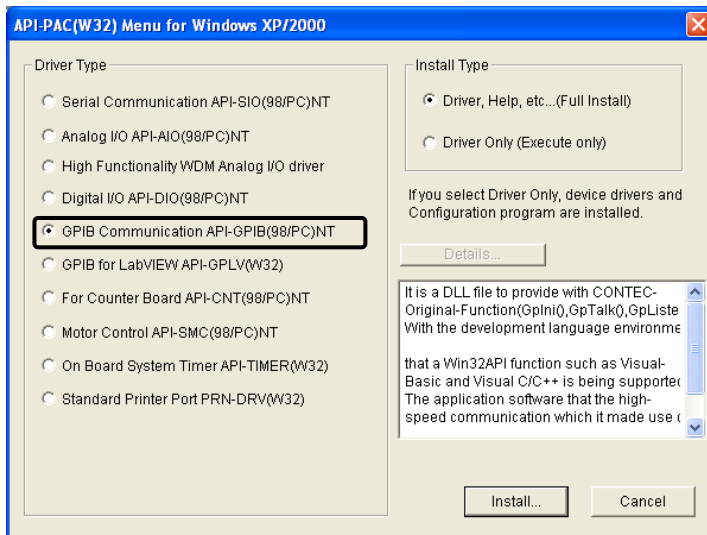 API-PAC(W32) Menu for Windows XP/2000
Driver Type
Serial Communication API-SIO(98/PC)NT
Analog I/O API-AIO(98/PC)NT
High Functionality WDM Analog I/O driver
Digital I/O API-DIO(98/PC)NT
GPIB Communication API-GPIB(98/PC)NT
GPIB for LabVIEW API-GPLV(W32)
For Counter Board API-CNT(98/PC)NT
Motor Control API-SMC(98/PC)NT
On Board System Timer API-TIMER(W32)
Standard Printer Port PRN-DRV(W32)
Install Type
Driver, Help, etc...(Full Install)
Driver Only (Execute only)
If you select Driver Only, device drivers and
Configuration program are installed.
Details...
It is a DLL file to provide with CONTEC-
Original-Function(GpIni(),GpTalk(),GpListe
With the development language environme
that a Win32API function such as Visual-
Basic and Visual C/C++ is being supported
The application software that the high-
speed communication which it made use o
Install...
Cancel